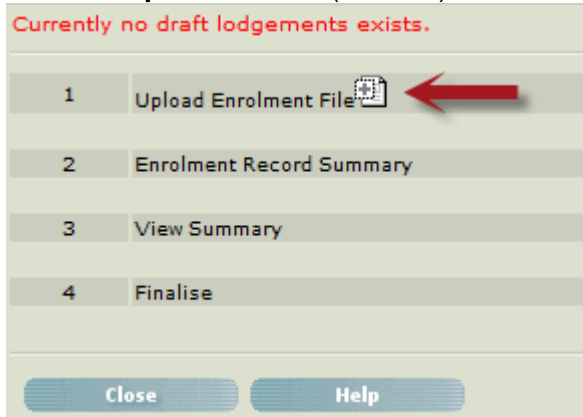 Currently no draft lodgements exists.
1 Upload Enrolment File
2 Enrolment Record Summary
3 View Summary
4 Finalise
Close Help